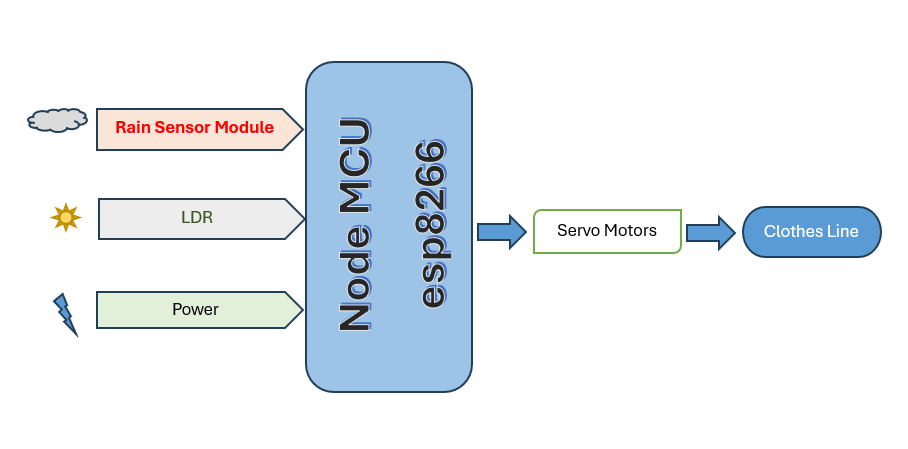 Rain Sensor Module
LDR
Power
Node MCU
esp8266
Servo Motors
Clothes Line